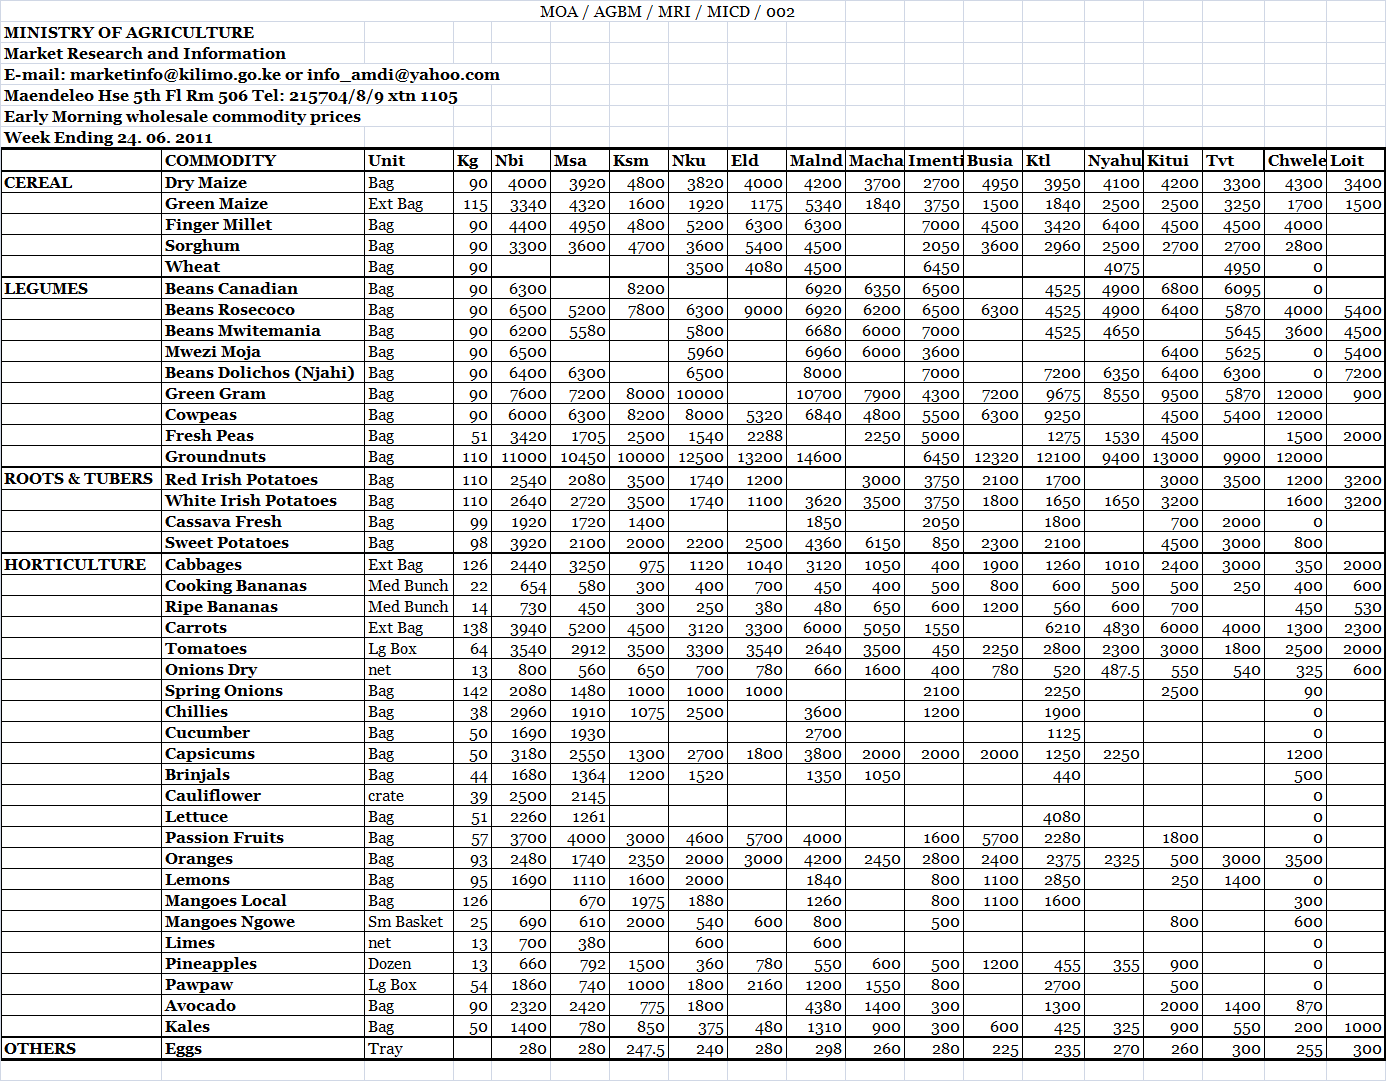 MOA / AGBM / MRI / MICD / 002
MINISTRY OF AGRICULTURE
Market Research and Information
E-mail: marketinfo@kilimo.go.ke or info_amdi@yahoo.com
Maendeleo Hse 5th Fl Rm 506 Tel: 215704/8/9 xtn 1105
Early Morning wholesale commodity prices
Week Ending 24. 06. 2011
COMMODITY Unit Kg Nbi Msa Ksm Nku Eld Malnd Macha Imenti Busia Ktl Nyahu Kitui Tvt Chwele Loit
CEREAL Dry Maize Bag 90 4000 3920 4800 3820 4000 4200 3700 2700 4950 3950 4100 4200 3300 4300 3400
Green Maize Ext Bag 115 3340 4320 1600 1920 1175 5340 1840 3750 1500 1840 2500 2500 3250 1700 1500
Finger Millet Bag 90 4400 4950 4800 5200 6300 6300 7000 4500 3420 6400 4500 4500 4000
Sorghum Bag 90 3300 3600 4700 3600 5400 4500 2050 3600 2960 2500 2700 2700 2800
Wheat Bag 90 3500 4080 4500 6450 4075 4950 0
LEGUMES Beans Canadian Bag 90 6300 8200 6920 6350 6500 4525 4900 6800 6095 0
Beans Rosecoco Bag 90 6500 5200 7800 6300 9000 6920 6200 6500 6300 4525 4900 6400 5870 4000 5400
Beans Mwitemania Bag 90 6200 5580 5800 6680 6000 7000 4525 4650 5645 3600 4500
Mwezi Moja Bag 90 6500 5960 6960 6000 3600 6400 5625 0 5400
Beans Dolichos (Njahi) Bag 90 6400 6300 6500 8000 7000 7200 6350 6400 6300 0 7200
Green Gram Bag 90 7600 7200 8000 10000 10700 7900 4300 7200 9675 8550 9500 5870 12000 900
Cowpeas Bag 90 6000 6300 8200 8000 5320 6840 4800 5500 6300 9250 4500 5400 12000
Fresh Peas Bag 51 3420 1705 2500 1540 2288 2250 5000 1275 1530 4500 1500 2000
Groundnuts Bag 110 11000 10450 10000 12500 13200 14600 6450 12320 12100 9400 13000 9900 12000
ROOTS & TUBERS Red Irish Potatoes Bag 110 2540 2080 3500 1740 1200 3000 3750 2100 1700 3000 3500 1200 3200
White Irish Potatoes Bag 110 2640 2720 3500 1740 1100 3620 3500 3750 1800 1650 1650 3200 1600 3200
Cassava Fresh Bag 99 1920 1720 1400 1850 2050 1800 700 2000 0
Sweet Potatoes Bag 98 3920 2100 2000 2200 2500 4360 6150 850 2300 2100 4500 3000 800
HORTICULTURE Cabbages Ext Bag 126 2440 3250 975 1120 1040 3120 1050 400 1900 1260 1010 2400 3000 350 2000
Cooking Bananas Med Bunch 22 654 580 300 400 700 450 400 500 800 600 500 500 250 400 600
Ripe Bananas Med Bunch 14 730 450 300 250 380 480 650 600 1200 560 600 700 450 530
Carrots Ext Bag 138 3940 5200 4500 3120 3300 6000 5050 1550 6210 4830 6000 4000 1300 2300
Tomatoes Lg Box 64 3540 2912 3500 3300 3540 2640 3500 450 2250 2800 2300 3000 1800 2500 2000
Onions Dry net 13 800 560 650 700 780 660 1600 400 780 520 487.5 550 540 325 600
Spring Onions Bag 142 2080 1480 1000 1000 1000 2100 2250 2500 90
Chillies Bag 38 2960 1910 1075 2500 3600 1200 1900 0
Cucumber Bag 50 1690 1930 2700 1125 0
Capsicums Bag 50 3180 2550 1300 2700 1800 3800 2000 2000 2000 1250 2250 1200
Brinjals Bag 44 1680 1364 1200 1520 1350 1050 440 500
Cauliflower crate 39 2500 2145 0
Lettuce Bag 51 2260 1261 4080 0
Passion Fruits Bag 57 3700 4000 3000 4600 5700 4000 1600 5700 2280 1800 0
Oranges Bag 93 2480 1740 2350 2000 3000 4200 2450 2800 2400 2375 2325 500 3000 3500
Lemons Bag 95 1690 1110 1600 2000 1840 800 1100 2850 250 1400 0
Mangoes Local Bag 126 670 1975 1880 1260 800 1100 1600 300
Mangoes Ngowe Sm Basket 25 690 610 2000 540 600 800 500 800 600
Limes net 13 700 380 600 600 0
Pineapples Dozen 13 660 792 1500 360 780 550 600 500 1200 455 355 900 0
Pawpaw Lg Box 54 1860 740 1000 1800 2160 1200 1550 800 2700 500 0
Avocado Bag 90 2320 2420 775 1800 4380 1400 300 1300 2000 1400 870
Kales Bag 50 1400 780 850 375 480 1310 900 300 600 425 325 900 550 200 1000
OTHERS Eggs Tray 280 280 247.5 240 280 298 260 280 225 235 270 260 300 255 300